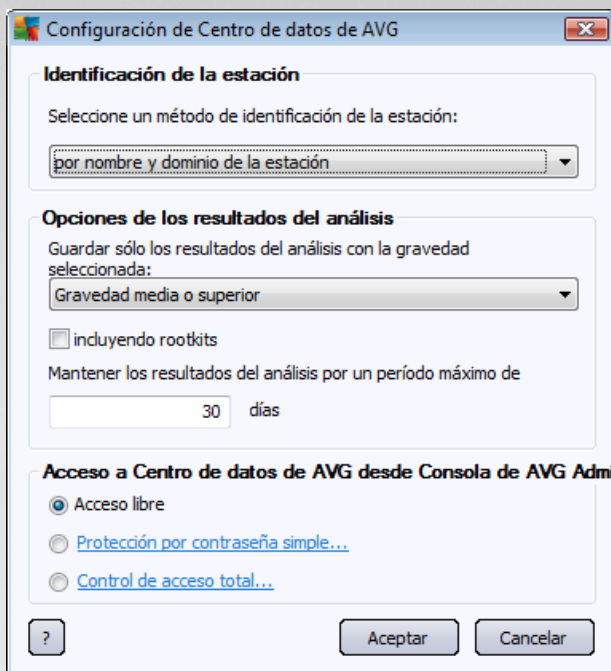 Configuración de Centro de datos de AVG
Identificación de la estación
Seleccione un método de identificación de la estación:
por nombre y dominio de la estación
Opciones de los resultados del análisis
Guardar sólo los resultados del análisis con la gravedad
seleccionada:
Gravedad media o superior
incluyendo rootkits
Mantener los resultados del análisis por un período máximo de
30 días
Acceso a Centro de datos de AVG desde Consola de AVG Admi
Acceso libre
Protección por contraseña simple...
Control de acceso total...
? Aceptar Cancelar